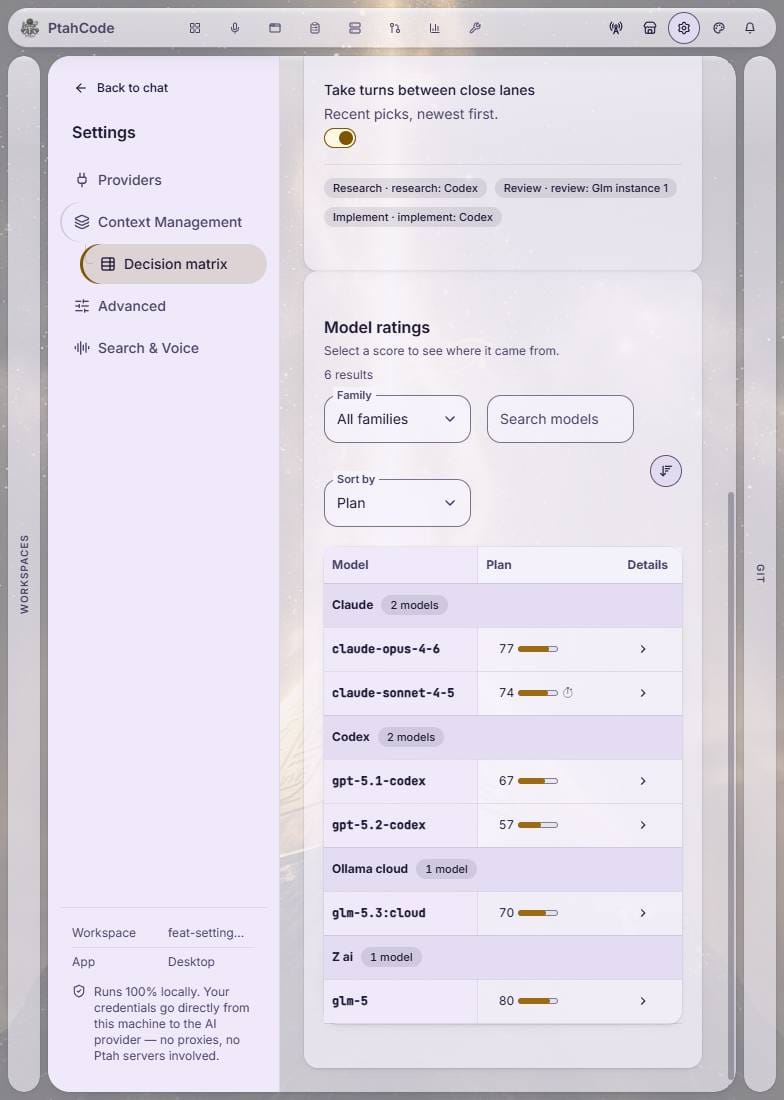 PtahCode
Back to chat
Settings
Providers
Context Management
Decision matrix
Advanced
Search & Voice
Workspace feat-setting...
App Desktop
Runs 100% locally. Your
credentials go directly from
this machine to the AI
provider — no proxies, no
Ptah servers involved.
WORKSPACES
Take turns between close lanes
Recent picks, newest first.
Research · research: Codex Review · review: Glm instance 1
Implement · implement: Codex
Model ratings
Select a score to see where it came from.
6 results
Family
All families
Search models
Sort by
Plan
Model Plan Details
Claude 2 models
claude-opus-4-6 77
claude-sonnet-4-5 74
Codex 2 models
gpt-5.1-codex 67
gpt-5.2-codex 57
Ollama cloud 1 model
glm-5.3:cloud 70
Z ai 1 model
glm-5 80
GIT